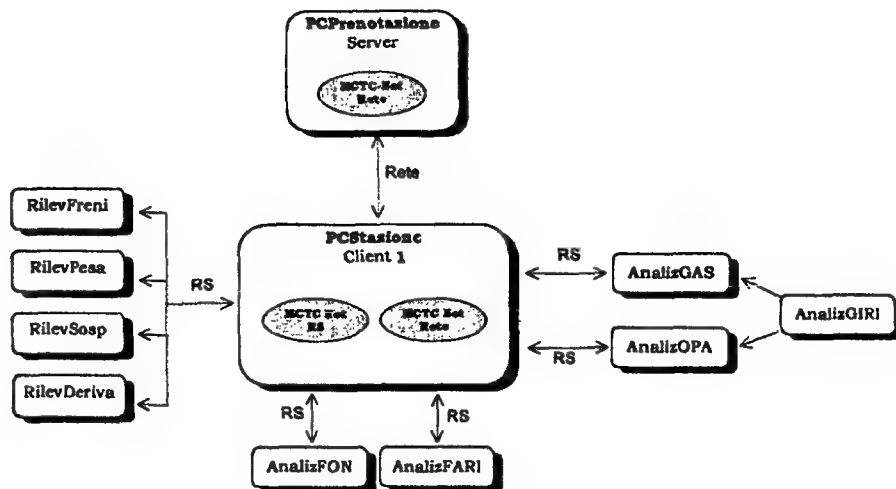 PCPrenotazione
Server
MCTC-Net
Rete
Rete
RilevFreni
RilevPesa
RilevSosp
RilevDeriva
RS
PCStazione
Client 1
MCTC Net
RS
MCTC Net
Rete
RS
AnalizGAS
AnalizGIRI
RS
AnalizOPA
RS
RS
AnalizFON
AnalizFARI